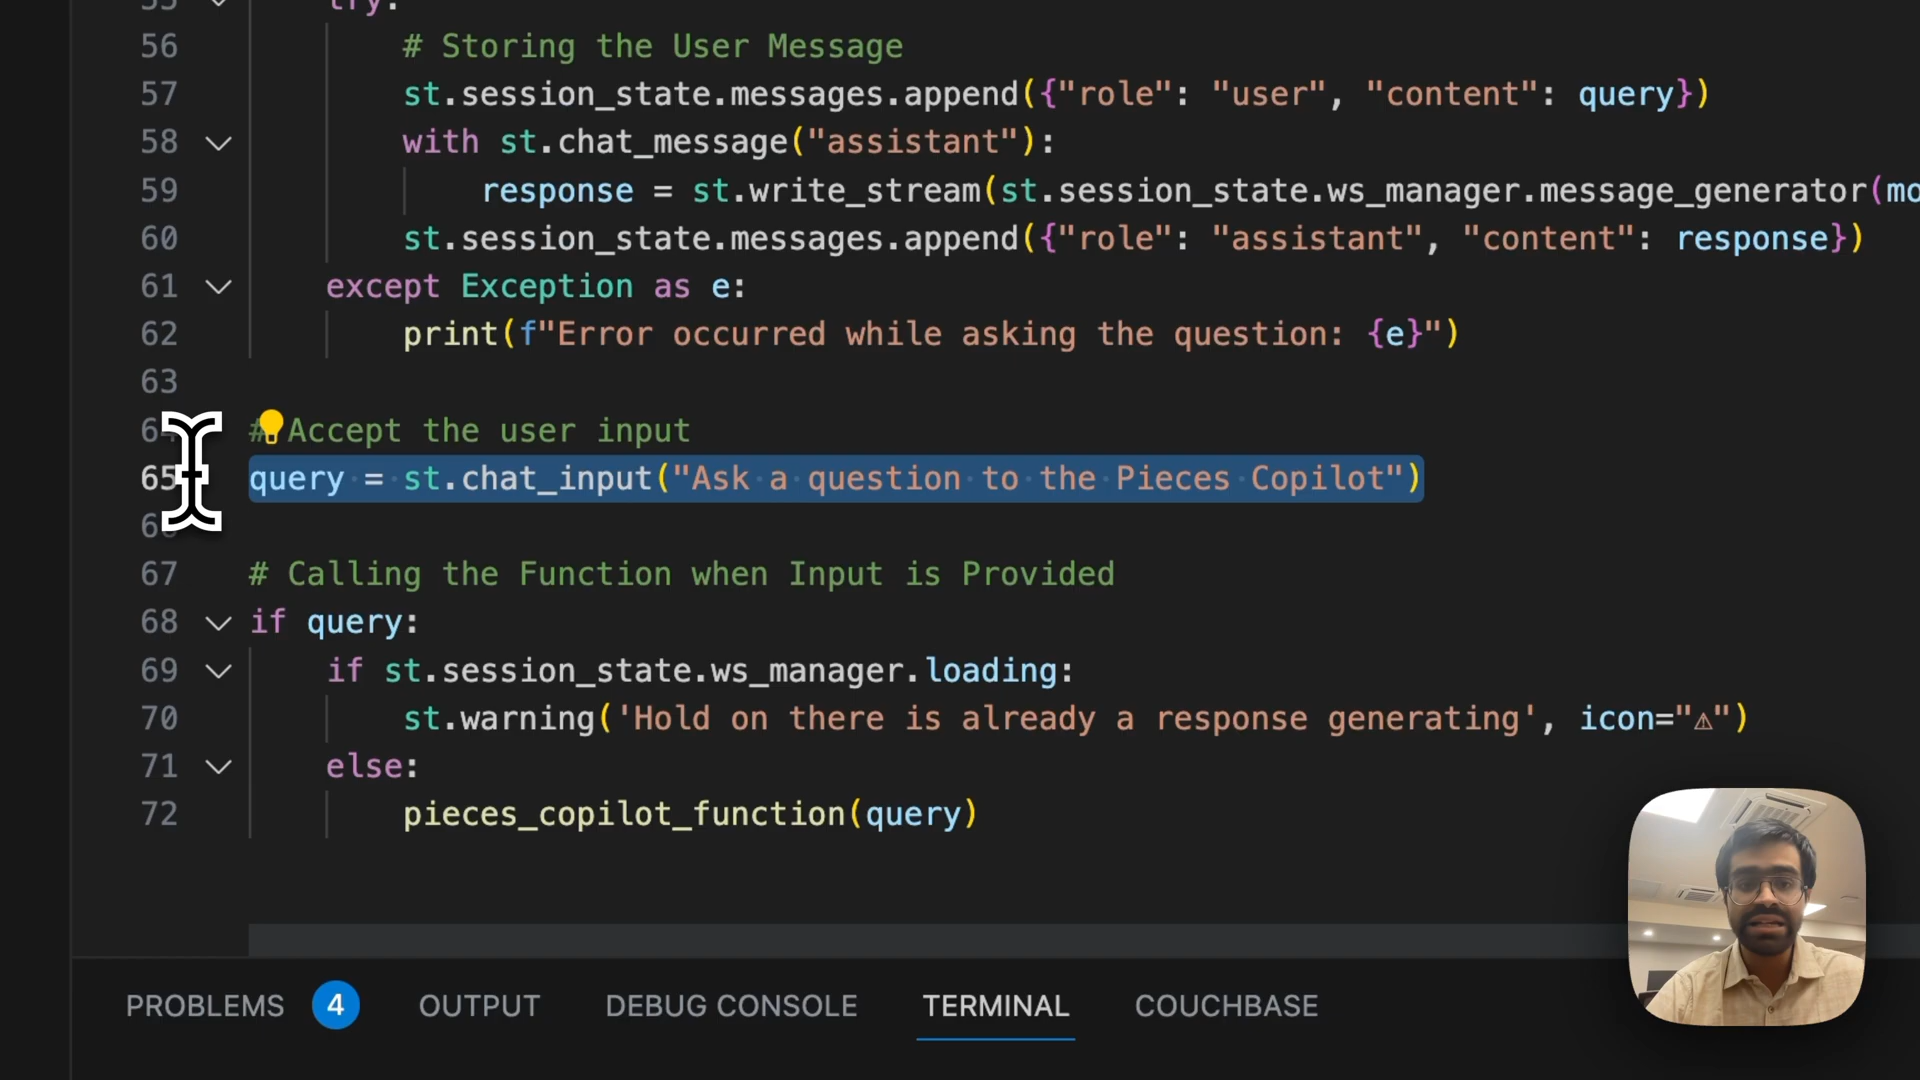 55 try:
56 # Storing the User Message
57 st.session_state.messages.append({"role": "user", "content": query})
58 with st.chat_message("assistant"):
59 response = st.write_stream(st.session_state.ws_manager.message_generator(mo
60 st.session_state.messages.append({"role": "assistant", "content": response})
61 except Exception as e:
62 print(f"Error occurred while asking the question: {e}")
63
64 # Accept the user input
65 query = st.chat_input("Ask a question to the Pieces Copilot")
66
67 # Calling the Function when Input is Provided
68 if query:
69 if st.session_state.ws_manager.loading:
70 st.warning('Hold on there is already a response generating', icon="⚠")
71 else:
72 pieces_copilot_function(query)
PROBLEMS 4 OUTPUT DEBUG CONSOLE TERMINAL COUCHBASE